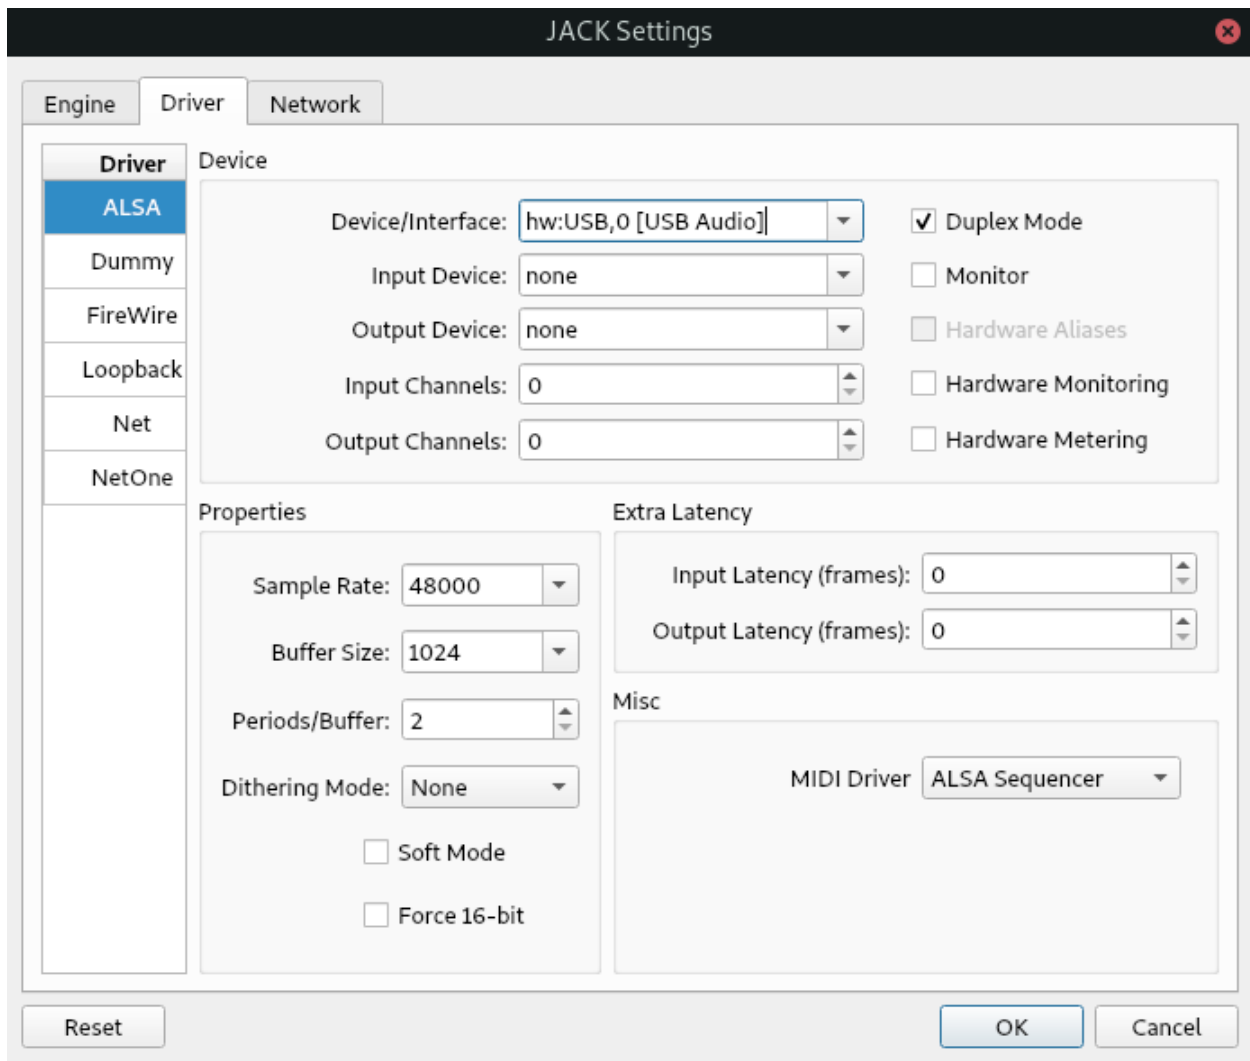 JACK Settings
Engine
Driver
Network
Driver
ALSA
Dummy
FireWire
Loopback
Net
NetOne
Device
Device/Interface: hw:USB,0 [USB Audio]
Duplex Mode
Input Device: none
Monitor
Output Device: none
Hardware Aliases
Input Channels: 0
Hardware Monitoring
Output Channels: 0
Hardware Metering
Properties
Sample Rate: 48000
Buffer Size: 1024
Periods/Buffer: 2
Dithering Mode: None
Soft Mode
Force 16-bit
Extra Latency
Input Latency (frames): 0
Output Latency (frames): 0
Misc
MIDI Driver ALSA Sequencer
Reset
OK
Cancel